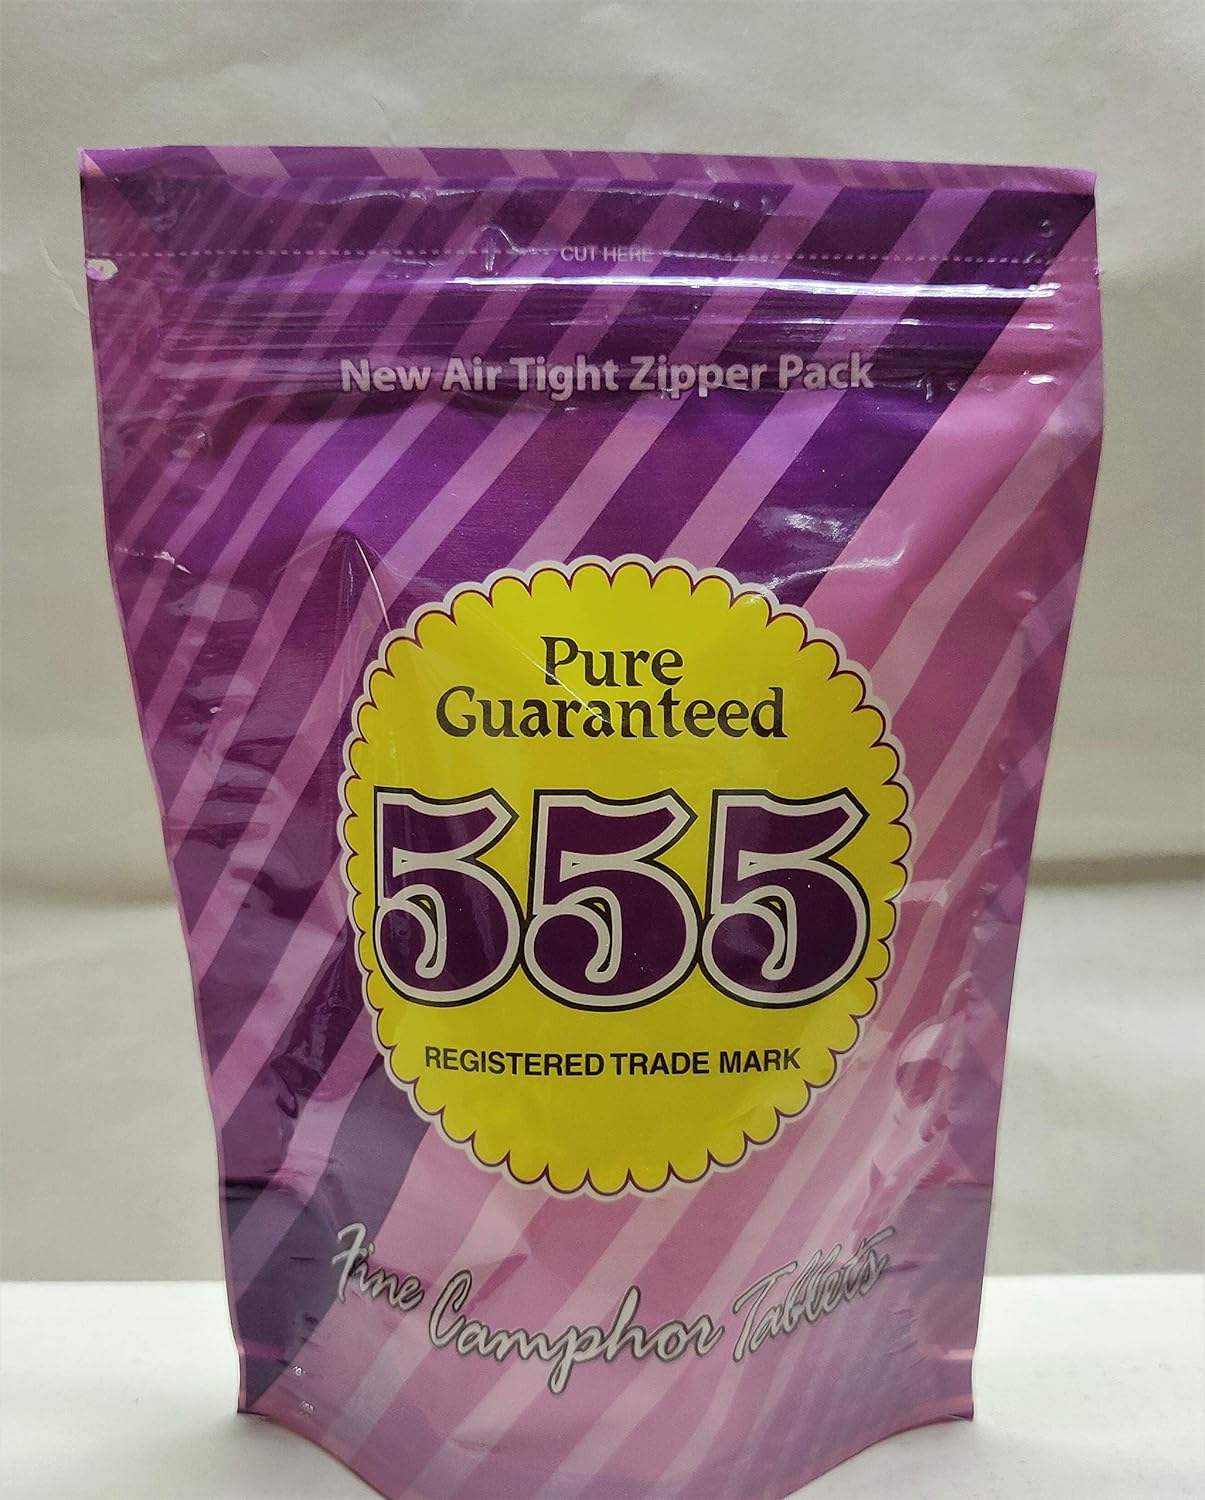 CUT HERE
New Air Tight Zipper Pack
Pure
Guaranteed
555
REGISTERED TRADE MARK
Fine Camphor Tablets